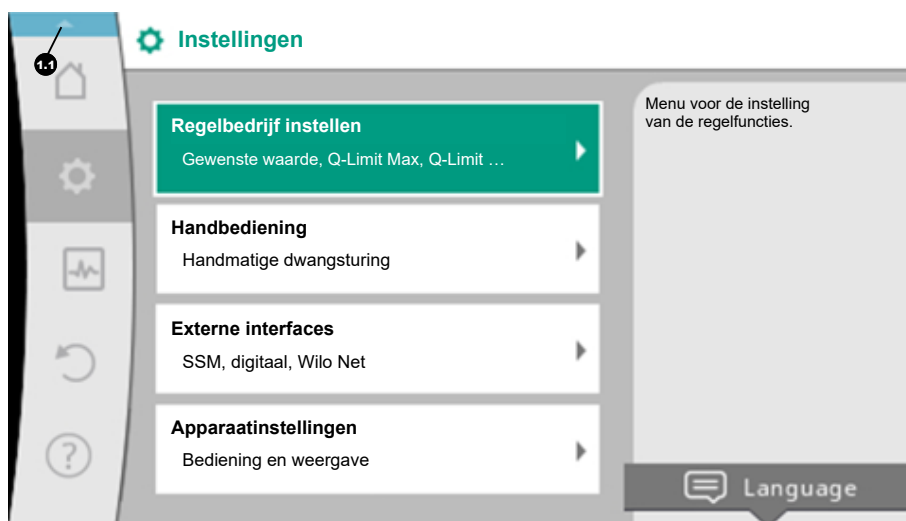 1.1
Instellingen
Regelbedrijf instellen
Gewenste waarde, Q-Limit Max, Q-Limit …
Menu voor de instelling
van de regelfuncties.
Handbediening
Handmatige dwangsturing
Externe interfaces
SSM, digitaal, Wilo Net
Apparaatinstellingen
Bediening en weergave
?
Language